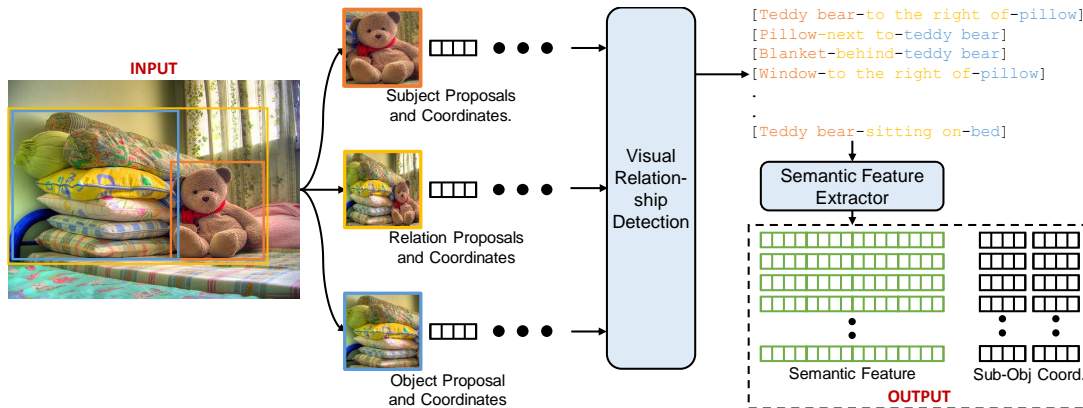 INPUT
Subject Proposals
and Coordinates.
Relation Proposals
and Coordinates
Object Proposal
and Coordinates
Visual
Relation-
ship
Detection
[Teddy bear-to the right of-pillow]
[Pillow-next to-teddy bear]
[Blanket-behind-teddy bear]
[Window-to the right of-pillow]
.
.
[Teddy bear-sitting on-bed]
Semantic Feature
Extractor
Semantic Feature
Sub-Obj Coord.
OUTPUT